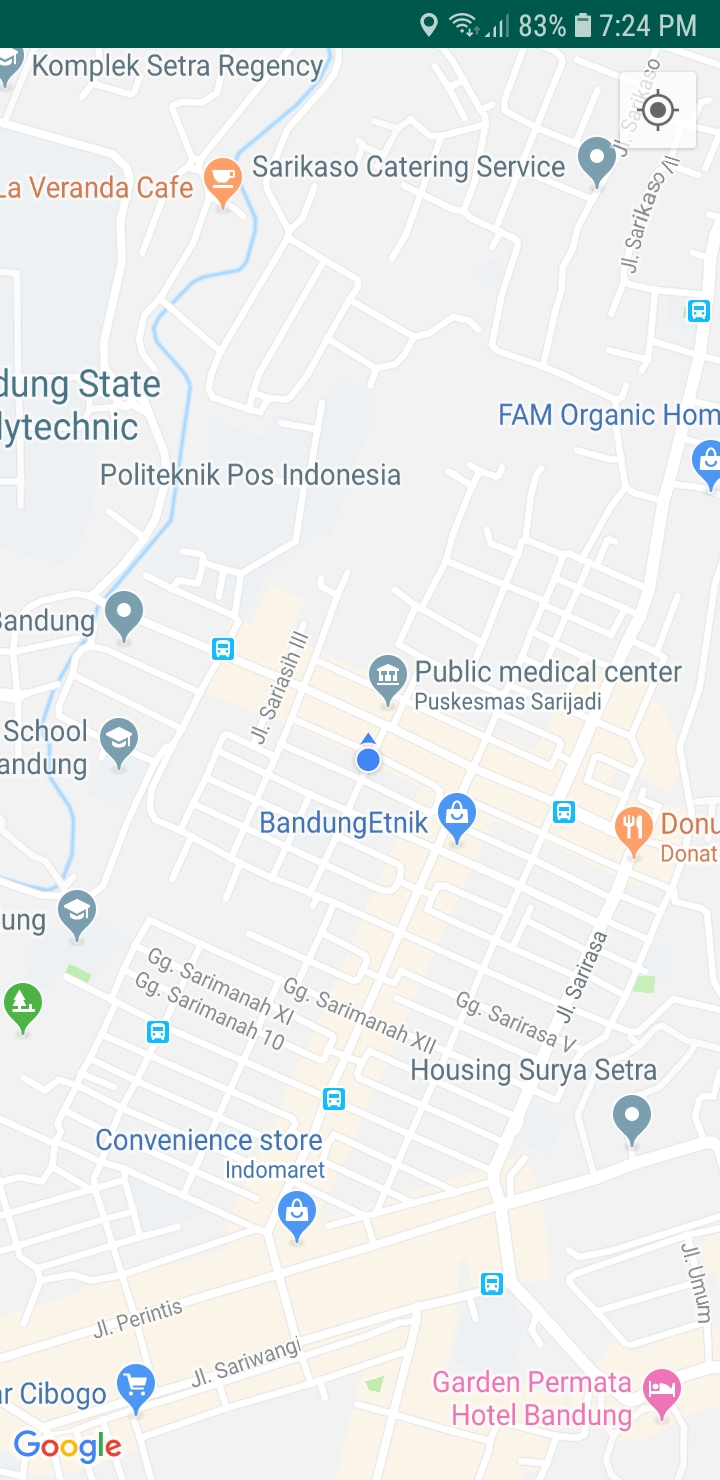 83% 7:24 PM
Komplek Setra Regency
Jl. Sarikaso
Sarikaso Catering Service
La Veranda Cafe
Jl. Sarikaso VI
dung State
lytechnic
FAM Organic Hom
Politeknik Pos Indonesia
Bandung
Jl. Sariasih III
Public medical center
Puskesmas Sarijadi
School
andung
BandungEtnik
Donu
Donat
ung
Jl. Sarirasa
Gg. Sarimanah XI
Gg. Sarimanah 10
Gg. Sarimanah XII
Gg. Sarirasa V
Housing Surya Setra
Convenience store
Indomaret
Jl. Umum
Jl. Perintis
Jl. Sariwangi
ar Cibogo
Garden Permata
Hotel Bandung
Google